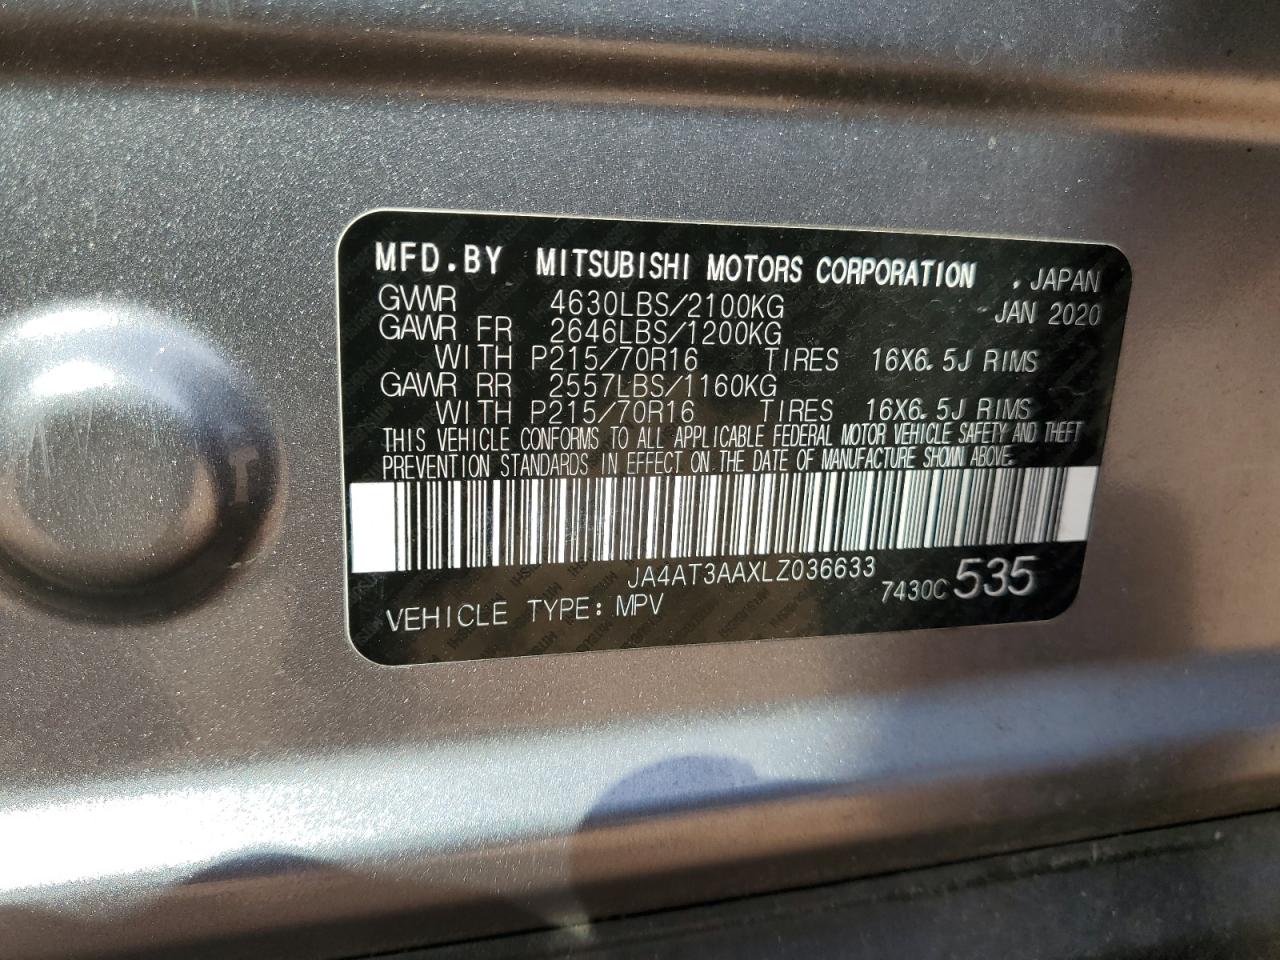 MFD.BY MITSUBISHI MOTORS CORPORATION . JAPAN
GVWR 4630LBS/2100KG JAN 2020
GAWR FR 2646LBS/1200KG
WITH P215/70R16 TIRES 16X6.5J RIMS
GAWR RR 2557LBS/1160KG
WITH P215/70R16 TIRES 16X6.5J RIMS
THIS VEHICLE CONFORMS TO ALL APPLICABLE FEDERAL MOTOR VEHICLE SAFETY AND THEFT
PREVENTION STANDARDS IN EFFECT ON THE DATE OF MANUFACTURE SHOWN ABOVE.
JA4AT3AAXLZ036633
VEHICLE TYPE: MPV 7430C 535